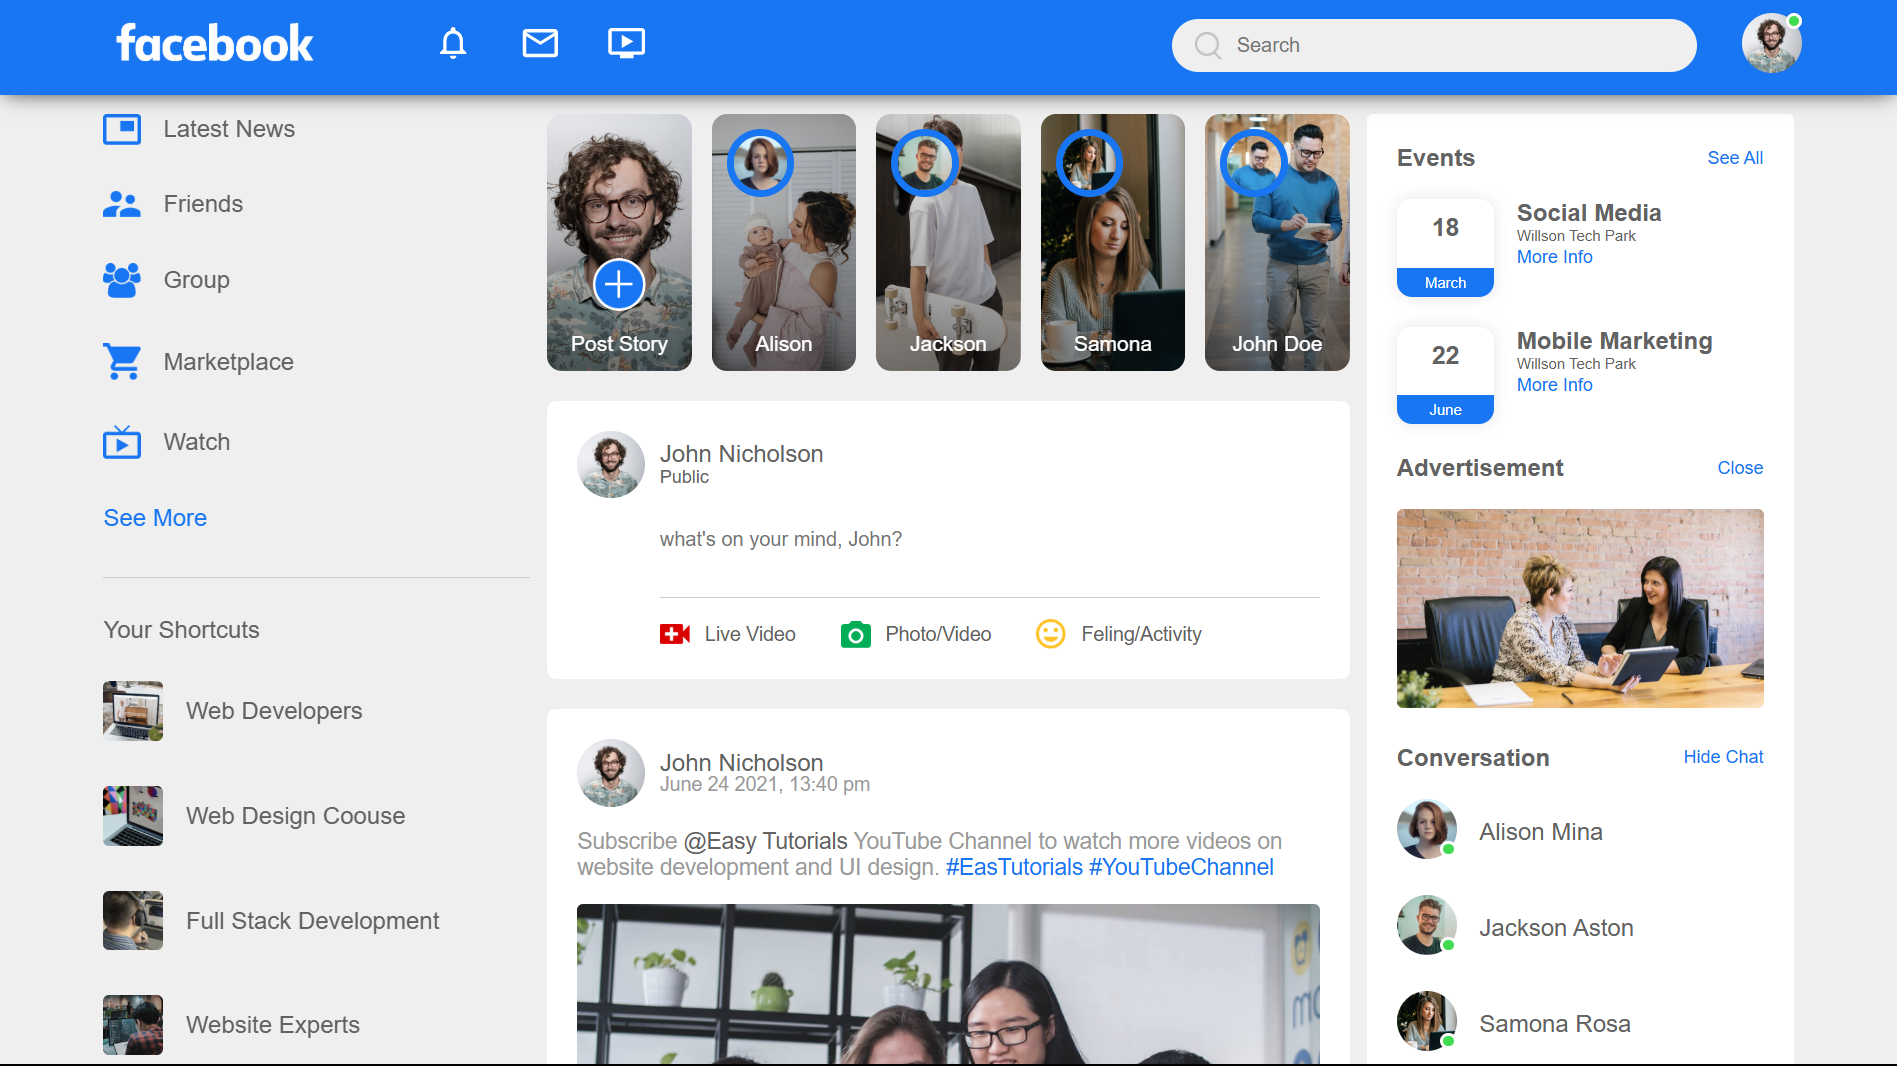 facebook
Search
Latest News
Friends
Group
Marketplace
Watch
See More
Your Shortcuts
Web Developers
Web Design Coouse
Full Stack Development
Website Experts
Post Story
Alison
Jackson
Samona
John Doe
John Nicholson
Public
what's on your mind, John?
Live Video
Photo/Video
Feling/Activity
John Nicholson
June 24 2021, 13:40 pm
Subscribe @Easy Tutorials YouTube Channel to watch more videos on
website development and UI design. #EasTutorials #YouTubeChannel
Events
See All
18
March
Social Media
Willson Tech Park
More Info
22
June
Mobile Marketing
Willson Tech Park
More Info
Advertisement
Close
Conversation
Hide Chat
Alison Mina
Jackson Aston
Samona Rosa